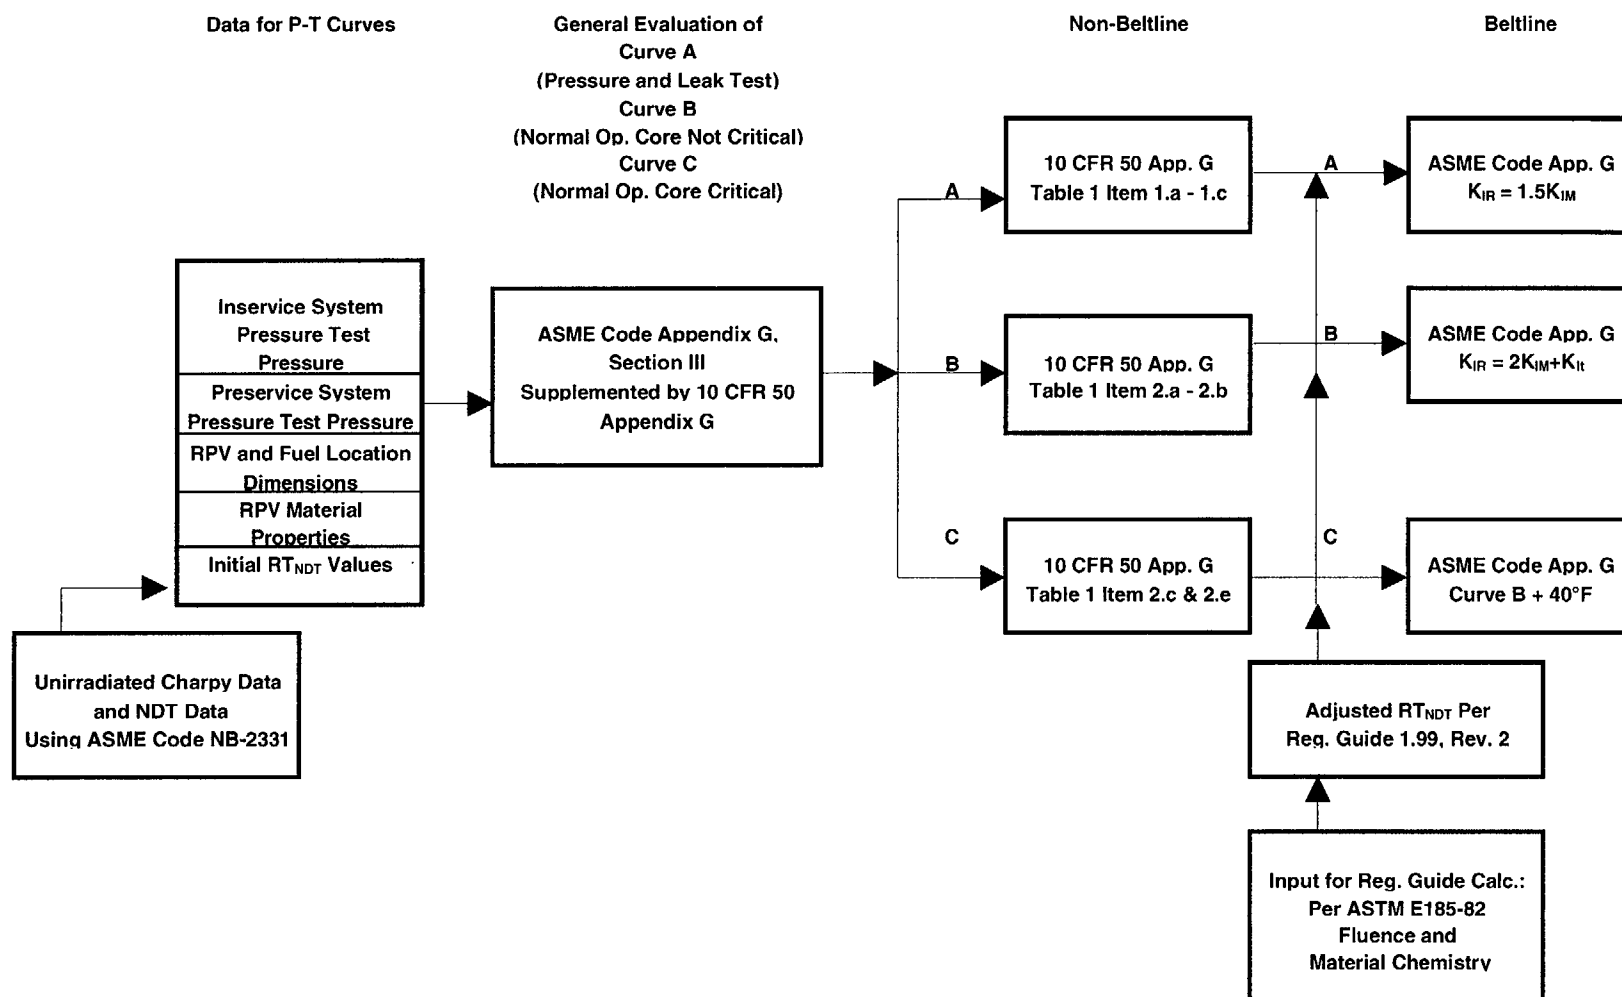 Data for P-T Curves
General Evaluation of
Curve A
(Pressure and Leak Test)
Curve B
(Normal Op. Core Not Critical)
Curve C
(Normal Op. Core Critical)
Non-Beltline
Beltline
Inservice System
Pressure Test
Pressure
Preservice System
Pressure Test Pressure
RPV and Fuel Location
Dimensions
RPV Material
Properties
Initial RTNDT Values
Unirradiated Charpy Data
and NDT Data
Using ASME Code NB-2331
ASME Code Appendix G,
Section III
Supplemented by 10 CFR 50
Appendix G
A
10 CFR 50 App. G
Table 1 Item 1.a - 1.c
A
ASME Code App. G
KIR = 1.5KIM
B
10 CFR 50 App. G
Table 1 Item 2.a - 2.b
B
ASME Code App. G
KIR = 2KIM+KIt
C
10 CFR 50 App. G
Table 1 Item 2.c & 2.e
C
ASME Code App. G
Curve B + 40°F
Adjusted RTNDT Per
Reg. Guide 1.99, Rev. 2
Input for Reg. Guide Calc.:
Per ASTM E185-82
Fluence and
Material Chemistry